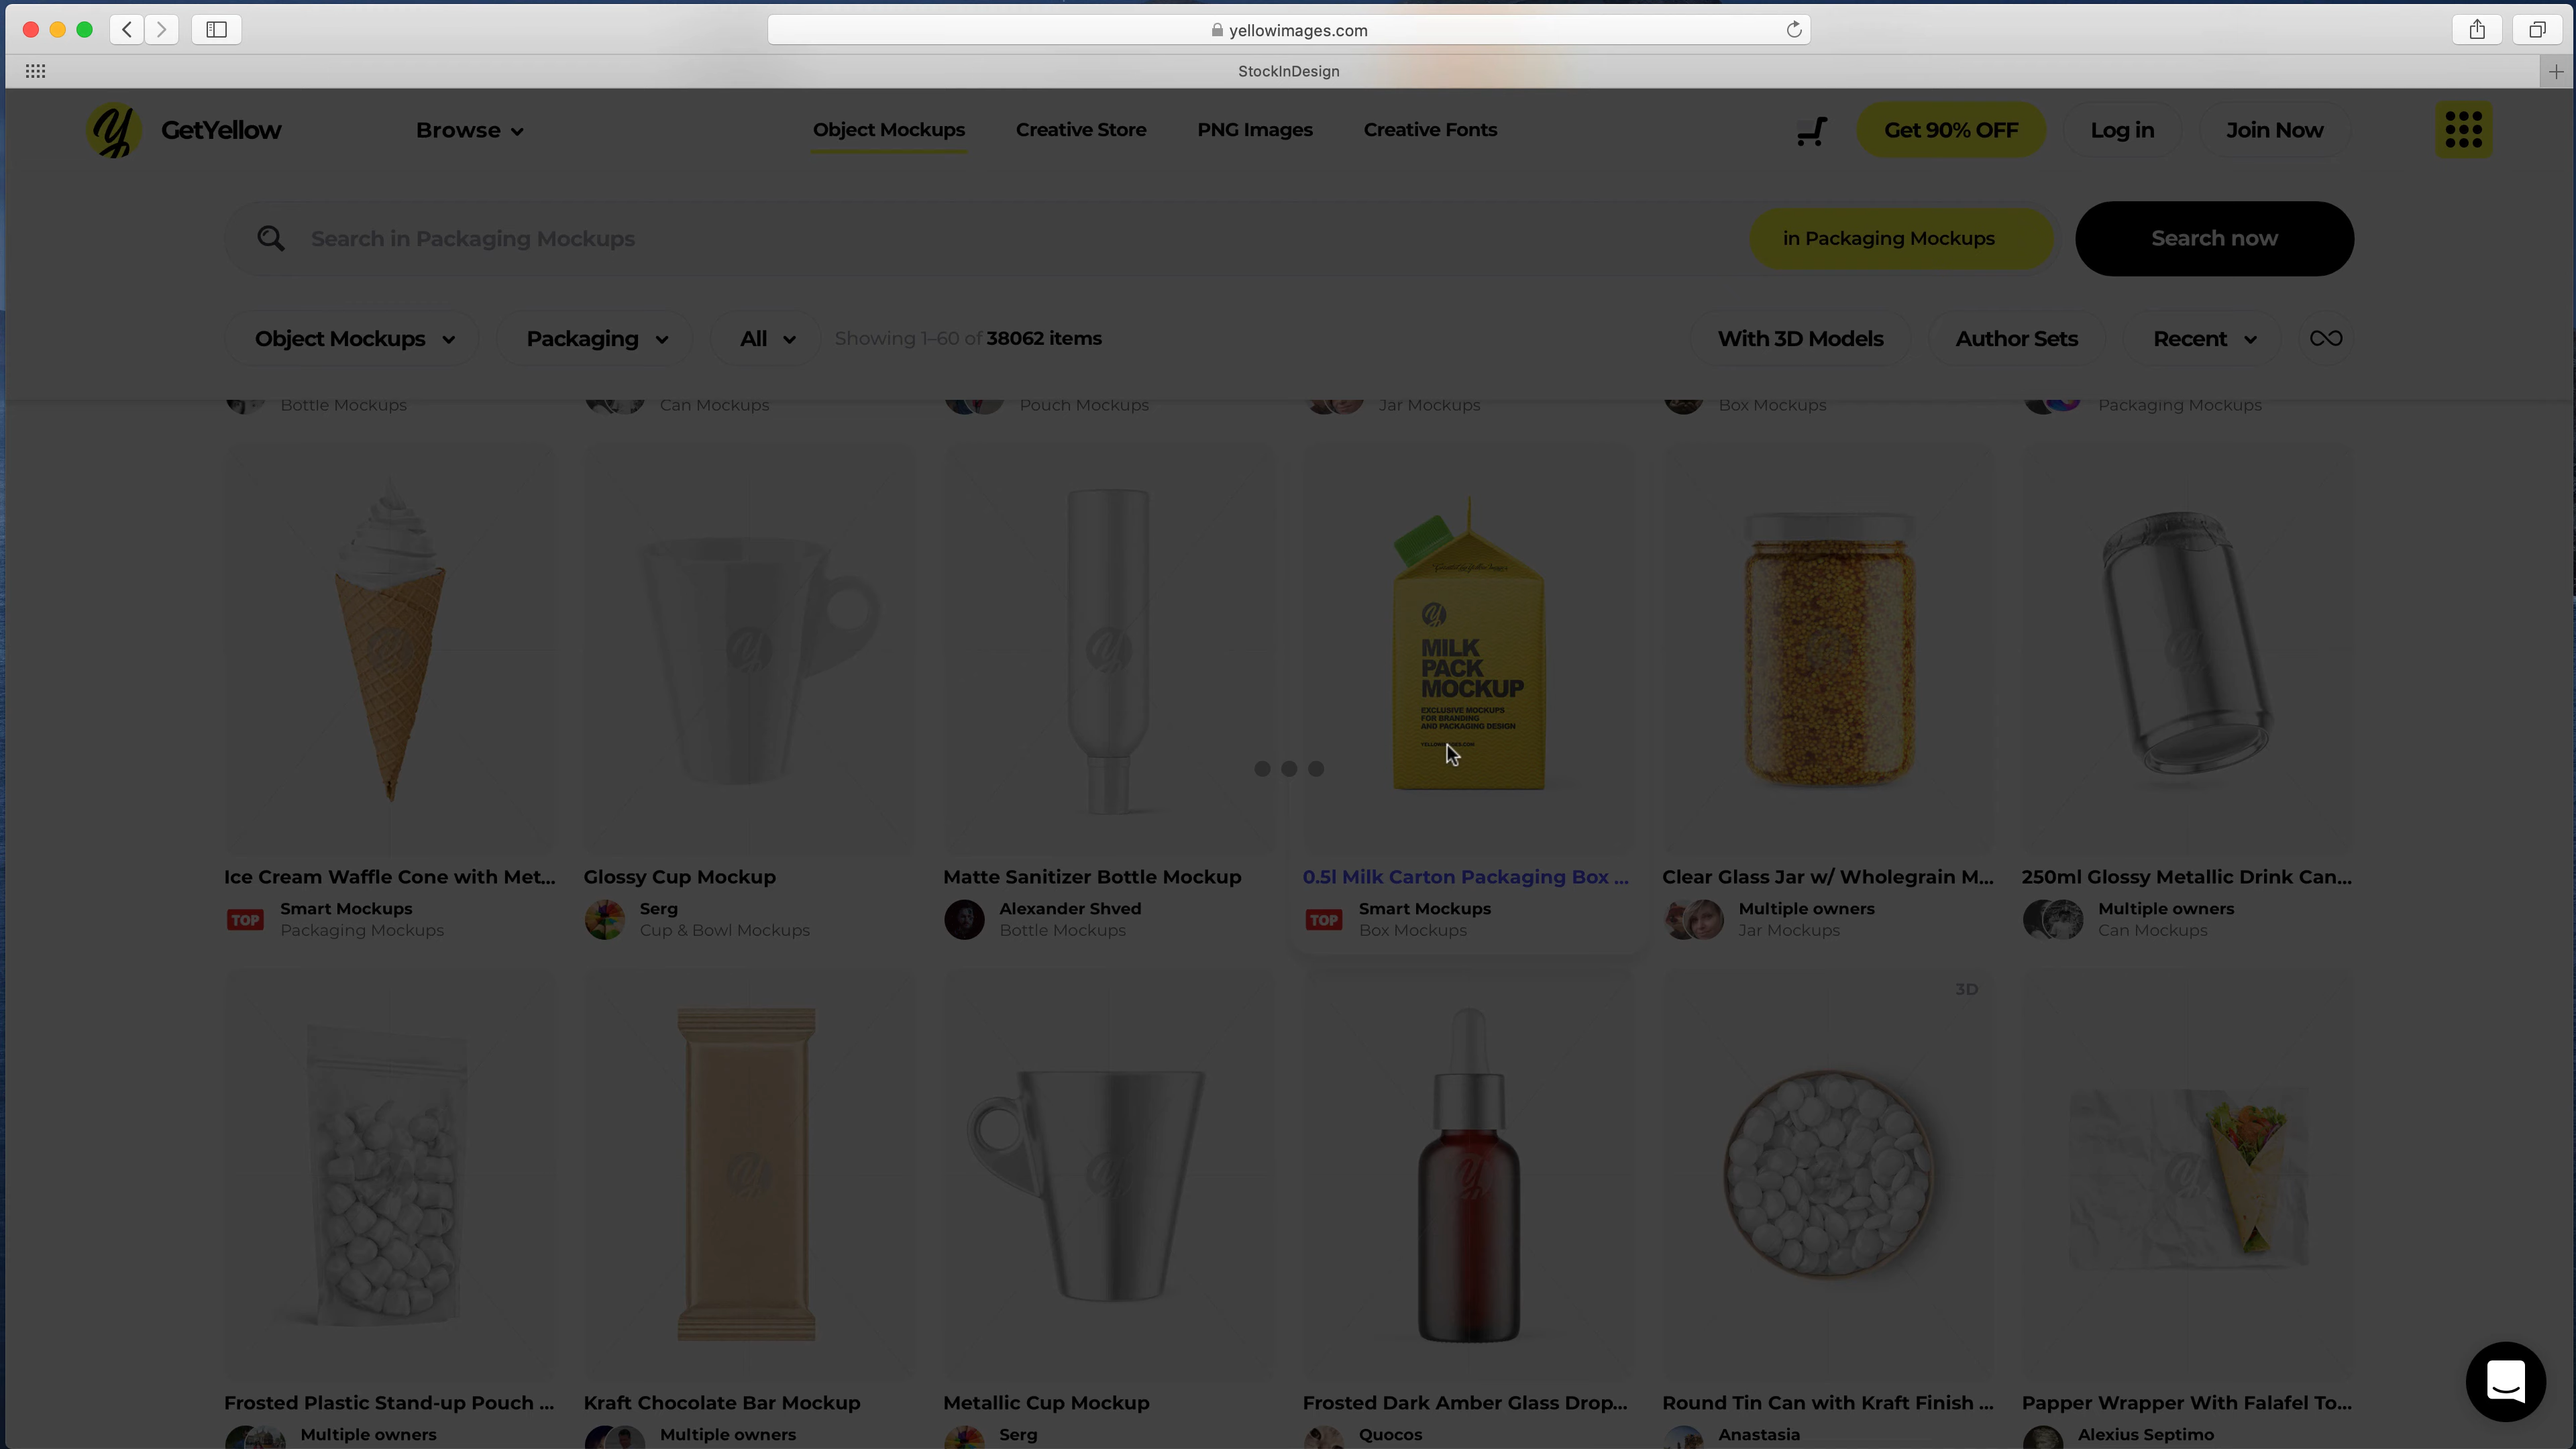 yellowimages.com
StockInDesign
GetYellow
Browse
Object Mockups
Creative Store
PNG Images
Creative Fonts
Get 90% OFF
Log in
Join Now
Search in Packaging Mockups
in Packaging Mockups
Search now
Object Mockups
Packaging
All
Showing 1–60 of 38062 items
With 3D Models
Author Sets
Recent
Bottle Mockups
Can Mockups
Pouch Mockups
Jar Mockups
Box Mockups
Packaging Mockups
MILK
PACK
MOCKUP
EXCLUSIVE MOCKUPS
FOR BRANDING
AND PACKAGING DESIGN
Ice Cream Waffle Cone with Met...
TOP
Smart Mockups
Packaging Mockups
Glossy Cup Mockup
Serg
Cup & Bowl Mockups
Matte Sanitizer Bottle Mockup
Alexander Shved
Bottle Mockups
0.5l Milk Carton Packaging Box ...
TOP
Smart Mockups
Box Mockups
Clear Glass Jar w/ Wholegrain M...
Multiple owners
Jar Mockups
250ml Glossy Metallic Drink Can...
Multiple owners
Can Mockups
3D
Frosted Plastic Stand-up Pouch ...
Multiple owners
Kraft Chocolate Bar Mockup
Multiple owners
Metallic Cup Mockup
Serg
Frosted Dark Amber Glass Drop...
Quocos
Round Tin Can with Kraft Finish ...
Anastasia
Papper Wrapper With Falafel To...
Alexius Septimo